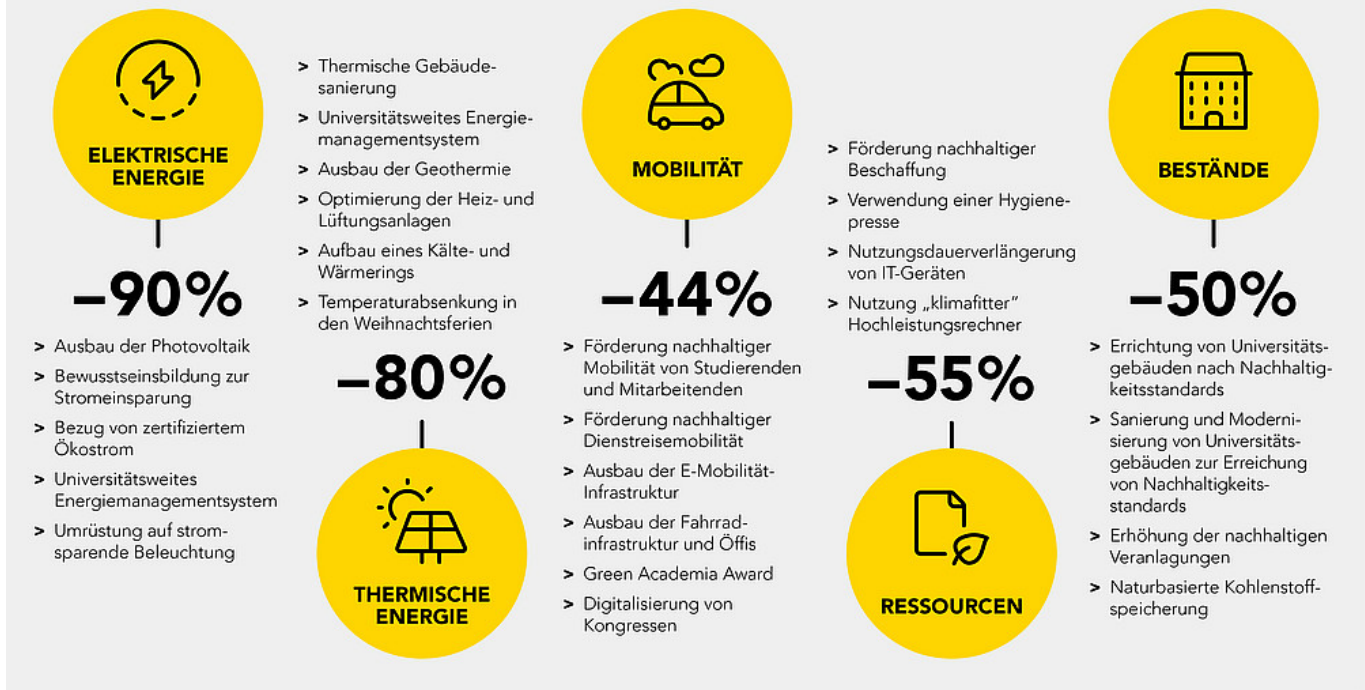 ELEKTRISCHE
ENERGIE
–90%
> Ausbau der Photovoltaik
> Bewusstseinsbildung zur
Stromeinsparung
> Bezug von zertifiziertem
Ökostrom
> Universitätsweites
Energiemanagementsystem
> Umrüstung auf strom-
sparende Beleuchtung
> Thermische Gebäude-
sanierung
> Universitätsweites Energie-
managementsystem
> Ausbau der Geothermie
> Optimierung der Heiz- und
Lüftungsanlagen
> Aufbau eines Kälte- und
Wärmerings
> Temperaturabsenkung in
den Weihnachtsferien
–80%
THERMISCHE
ENERGIE
MOBILITÄT
–44%
> Förderung nachhaltiger
Mobilität von Studierenden
und Mitarbeitenden
> Förderung nachhaltiger
Dienstreisemobilität
> Ausbau der E-Mobilität-
Infrastruktur
> Ausbau der Fahrrad-
infrastruktur und Öffis
> Green Academia Award
> Digitalisierung von
Kongressen
> Förderung nachhaltiger
Beschaffung
> Verwendung einer Hygiene-
presse
> Nutzungsdauerverlängerung
von IT-Geräten
> Nutzung „klimafitter“
Hochleistungsrechner
–55%
RESSOURCEN
BESTÄNDE
–50%
> Errichtung von Universitäts-
gebäuden nach Nachhaltig-
keitsstandards
> Sanierung und Moderni-
sierung von Universitäts-
gebäuden zur Erreichung
von Nachhaltigkeits-
standards
> Erhöhung der nachhaltigen
Veranlagungen
> Naturbasierte Kohlenstoff-
speicherung